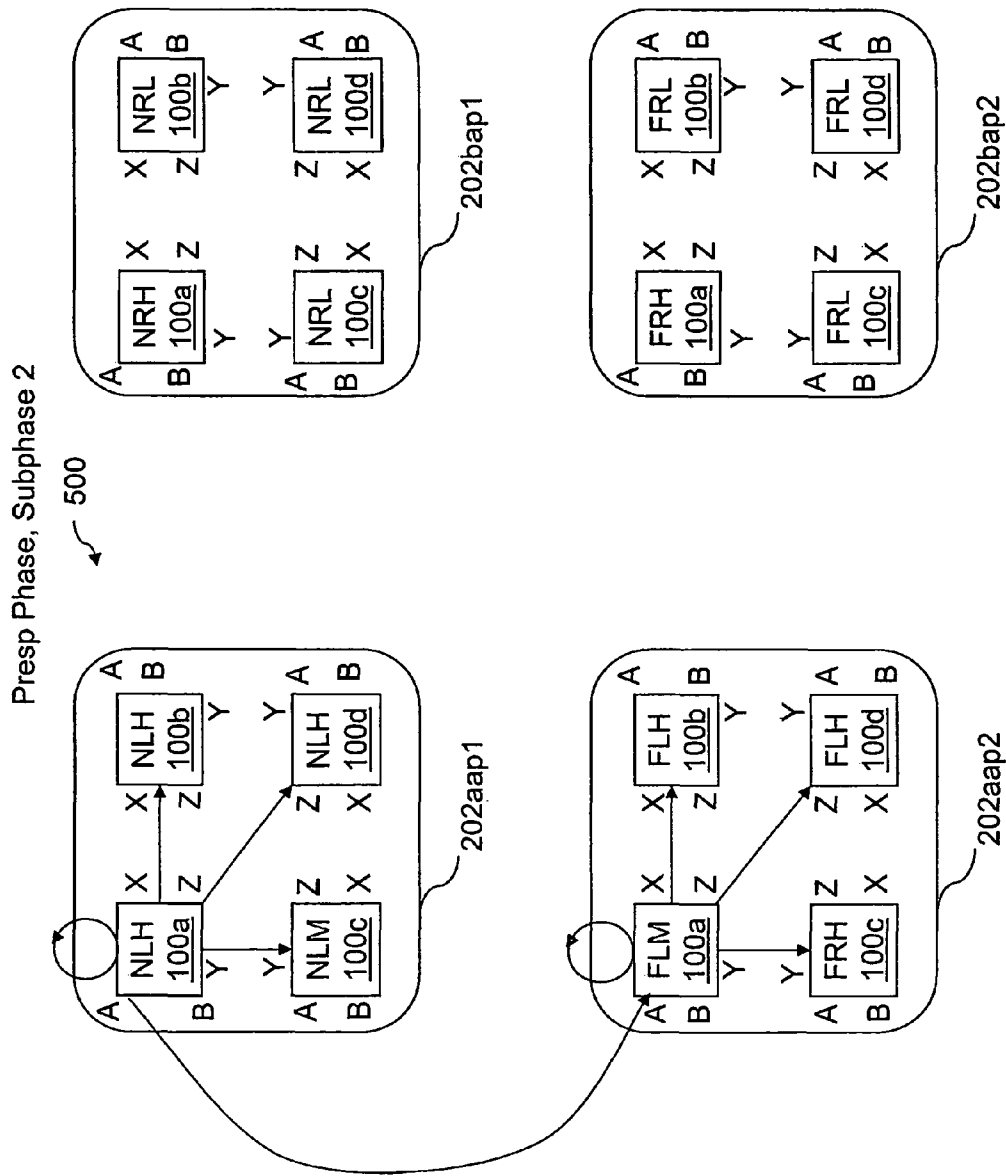 Presp Phase, Subphase 2
500
A
NLH
100a
X
Z
B
Y
X
Z
NLH
100b
A
B
Y
Y
A
B
NLM
100c
Z
X
Y
Z
X
NLH
100d
A
B
202aap1
A
NRH
100a
X
Z
B
Y
X
Z
NRL
100b
A
B
Y
Y
A
B
NRL
100c
Z
X
Y
Z
X
NRL
100d
A
B
202bap1
A
B
FLM
100a
X
Z
Y
X
Z
FLH
100b
A
B
Y
Y
A
B
FRH
100c
Z
X
Y
Z
X
FLH
100d
A
B
202aap2
A
B
FRH
100a
X
Z
Y
X
Z
FRL
100b
A
B
Y
Y
A
B
FRL
100c
Z
X
Y
Z
X
FRL
100d
A
B
202bap2